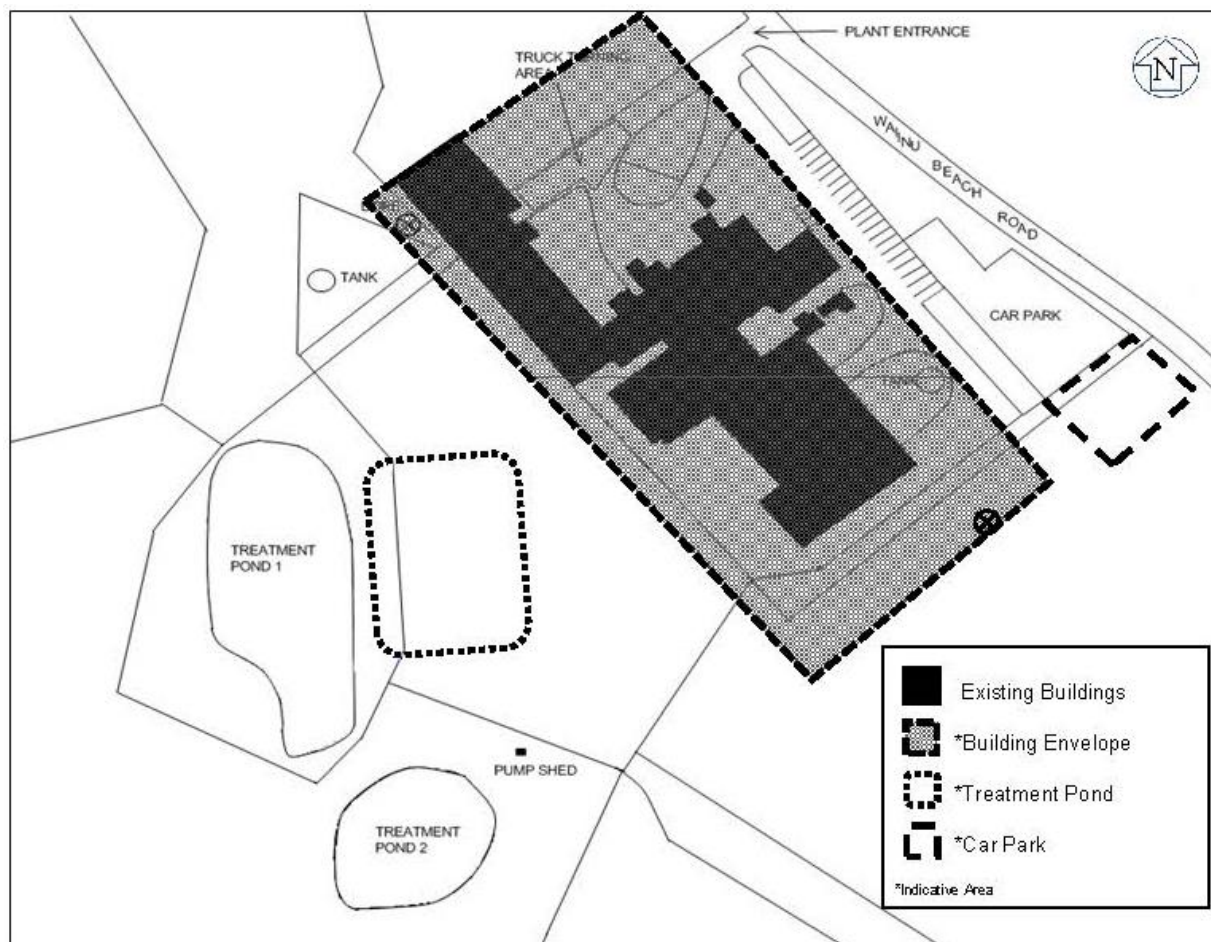 PLANT ENTRANCE
TRUCK TURNING
AREA
N
WAINU BEACH ROAD
TANK
CAR PARK
TANK
TREATMENT
POND 1
PUMP SHED
TREATMENT
POND 2
Existing Buildings
*Building Envelope
*Treatment Pond
*Car Park
*Indicative Area